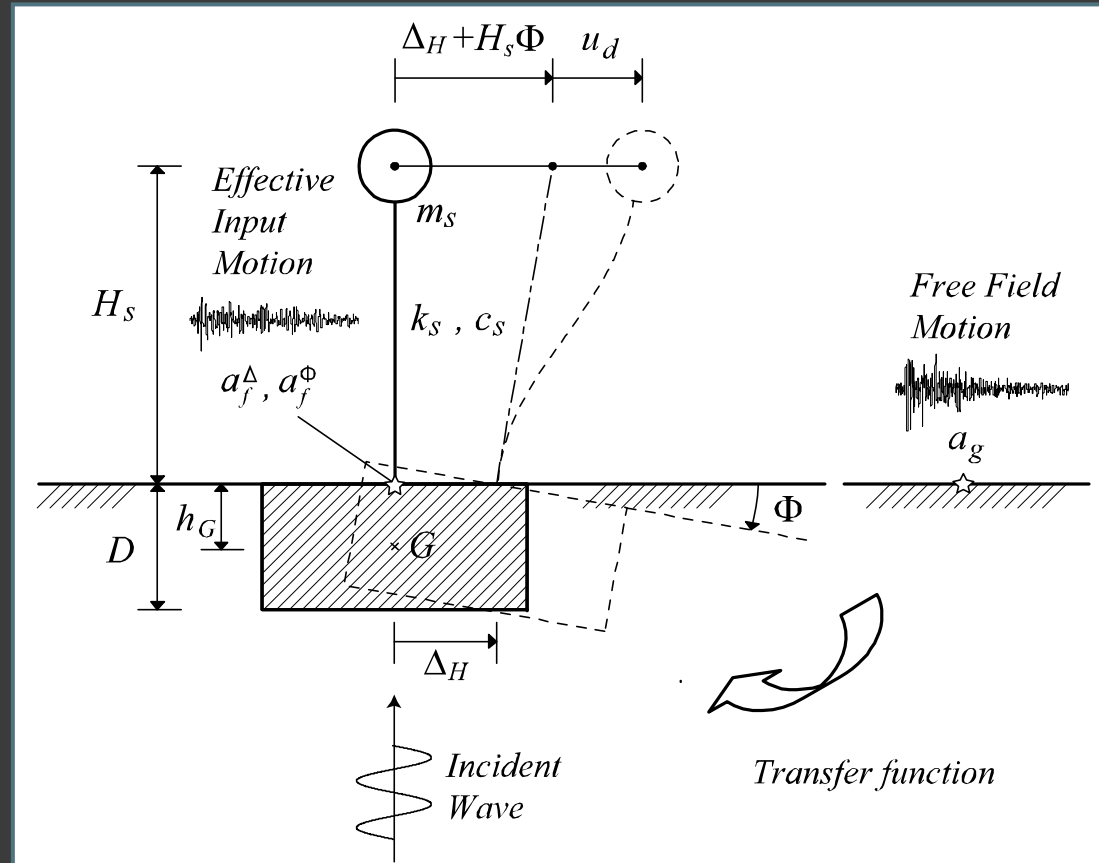 Δ_H + H_sΦ
u_d
Effective
Input
Motion
m_s
H_s
k_s , c_s
a_f^Δ , a_f^Φ
Free Field
Motion
a_g
h_G
D
G
Φ
Δ_H
Incident
Wave
Transfer function